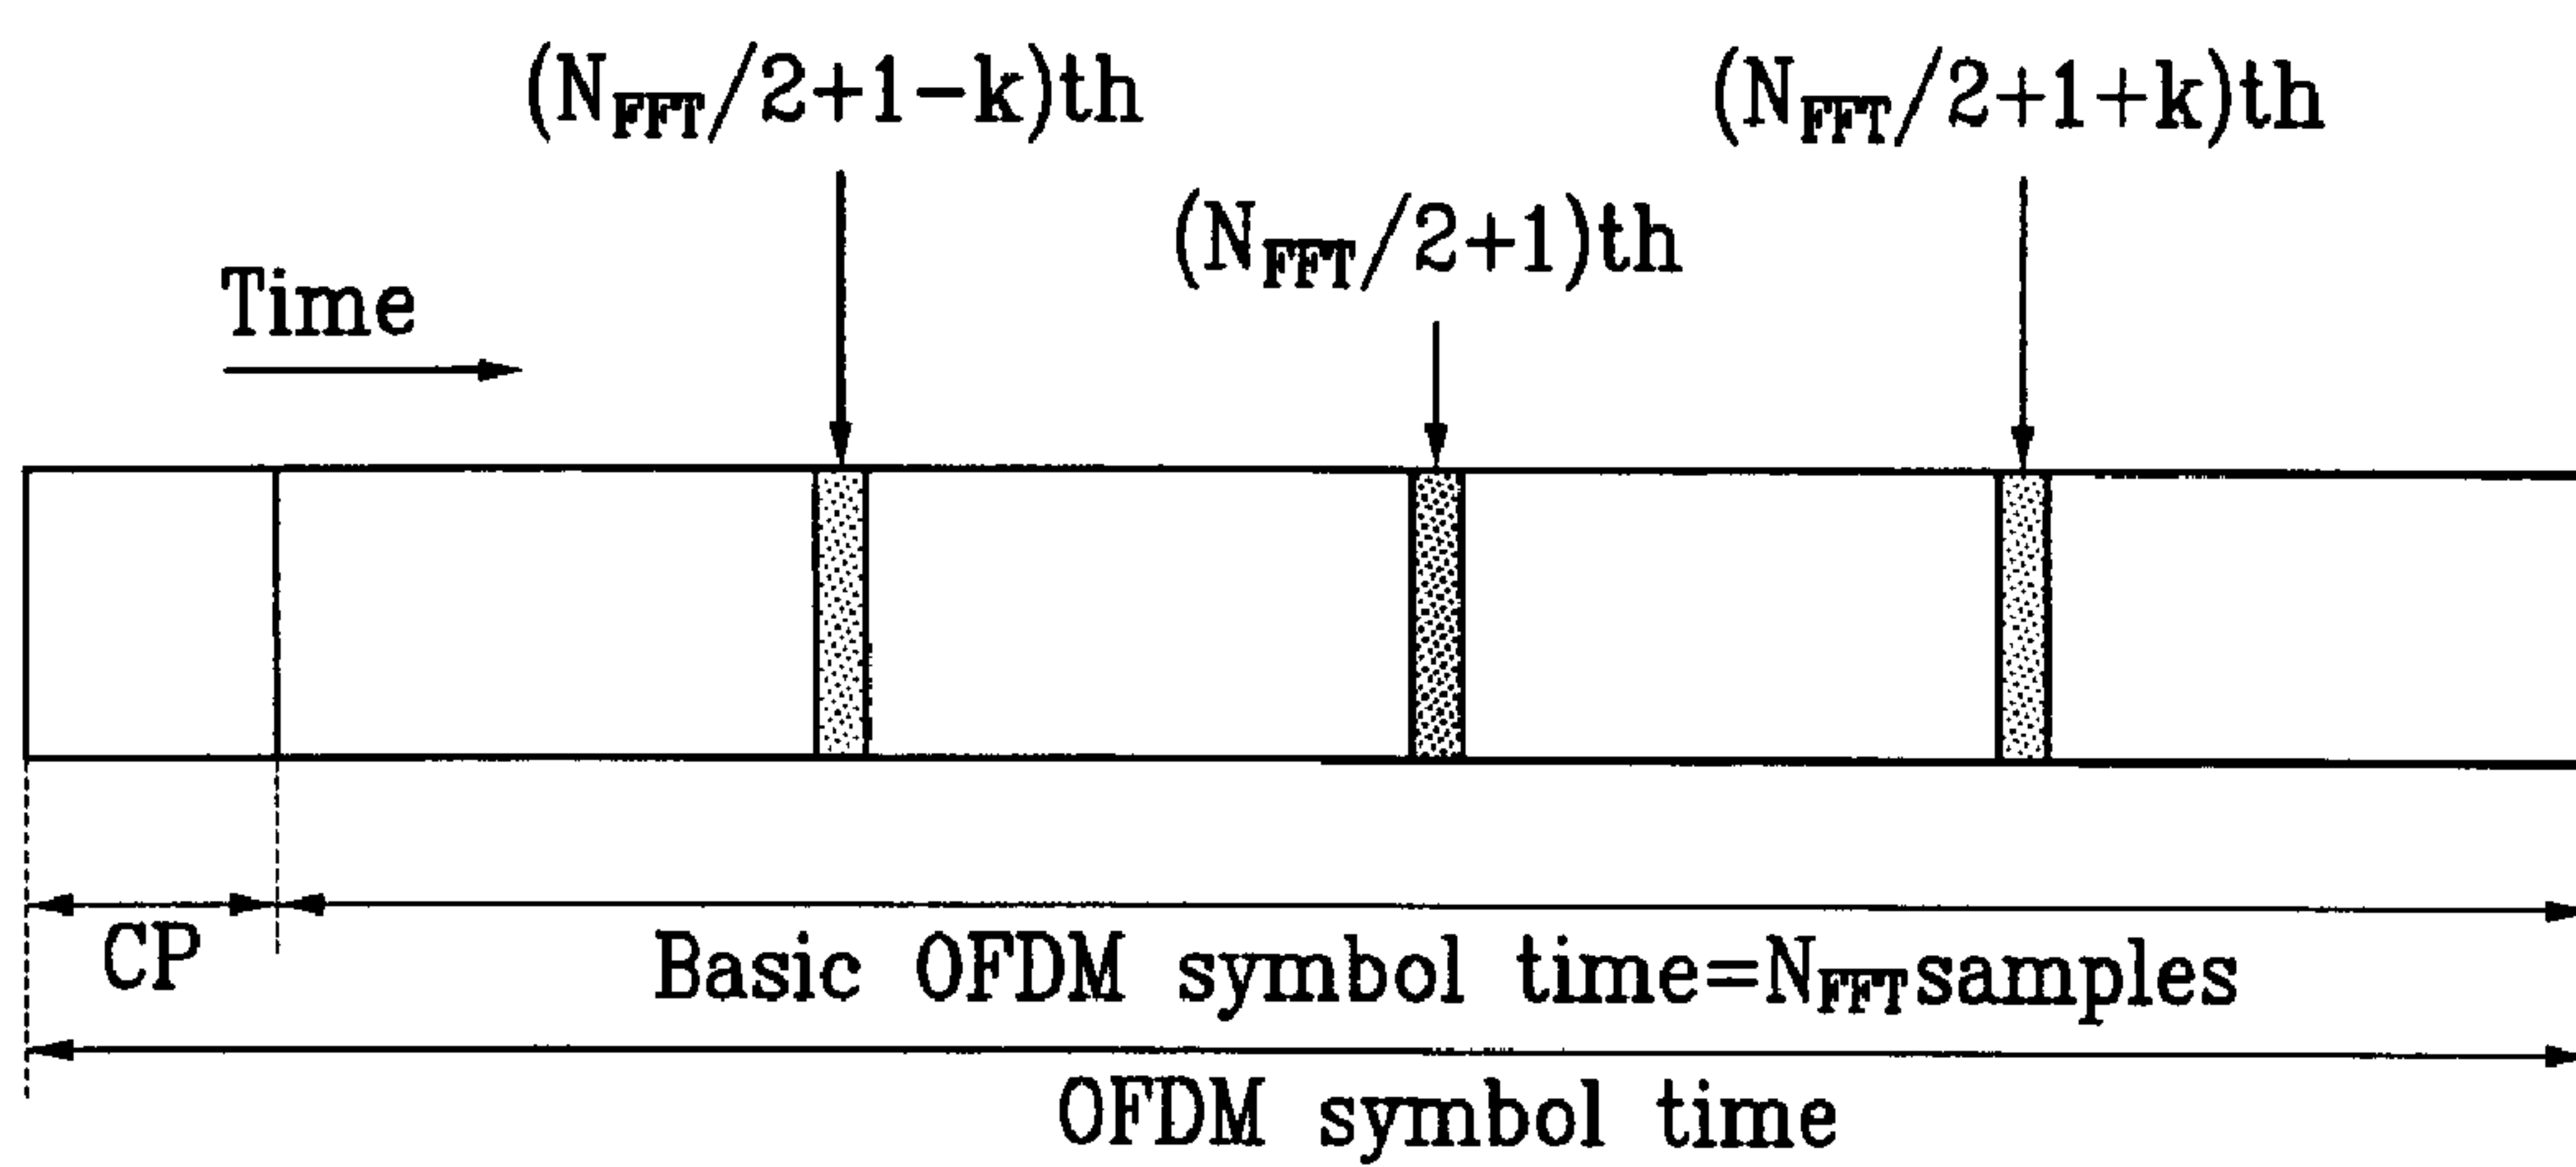 (N_FFT/2+1-k)th
(N_FFT/2+1+k)th
(N_FFT/2+1)th
Time
CP
Basic OFDM symbol time=N_FFT samples
OFDM symbol time